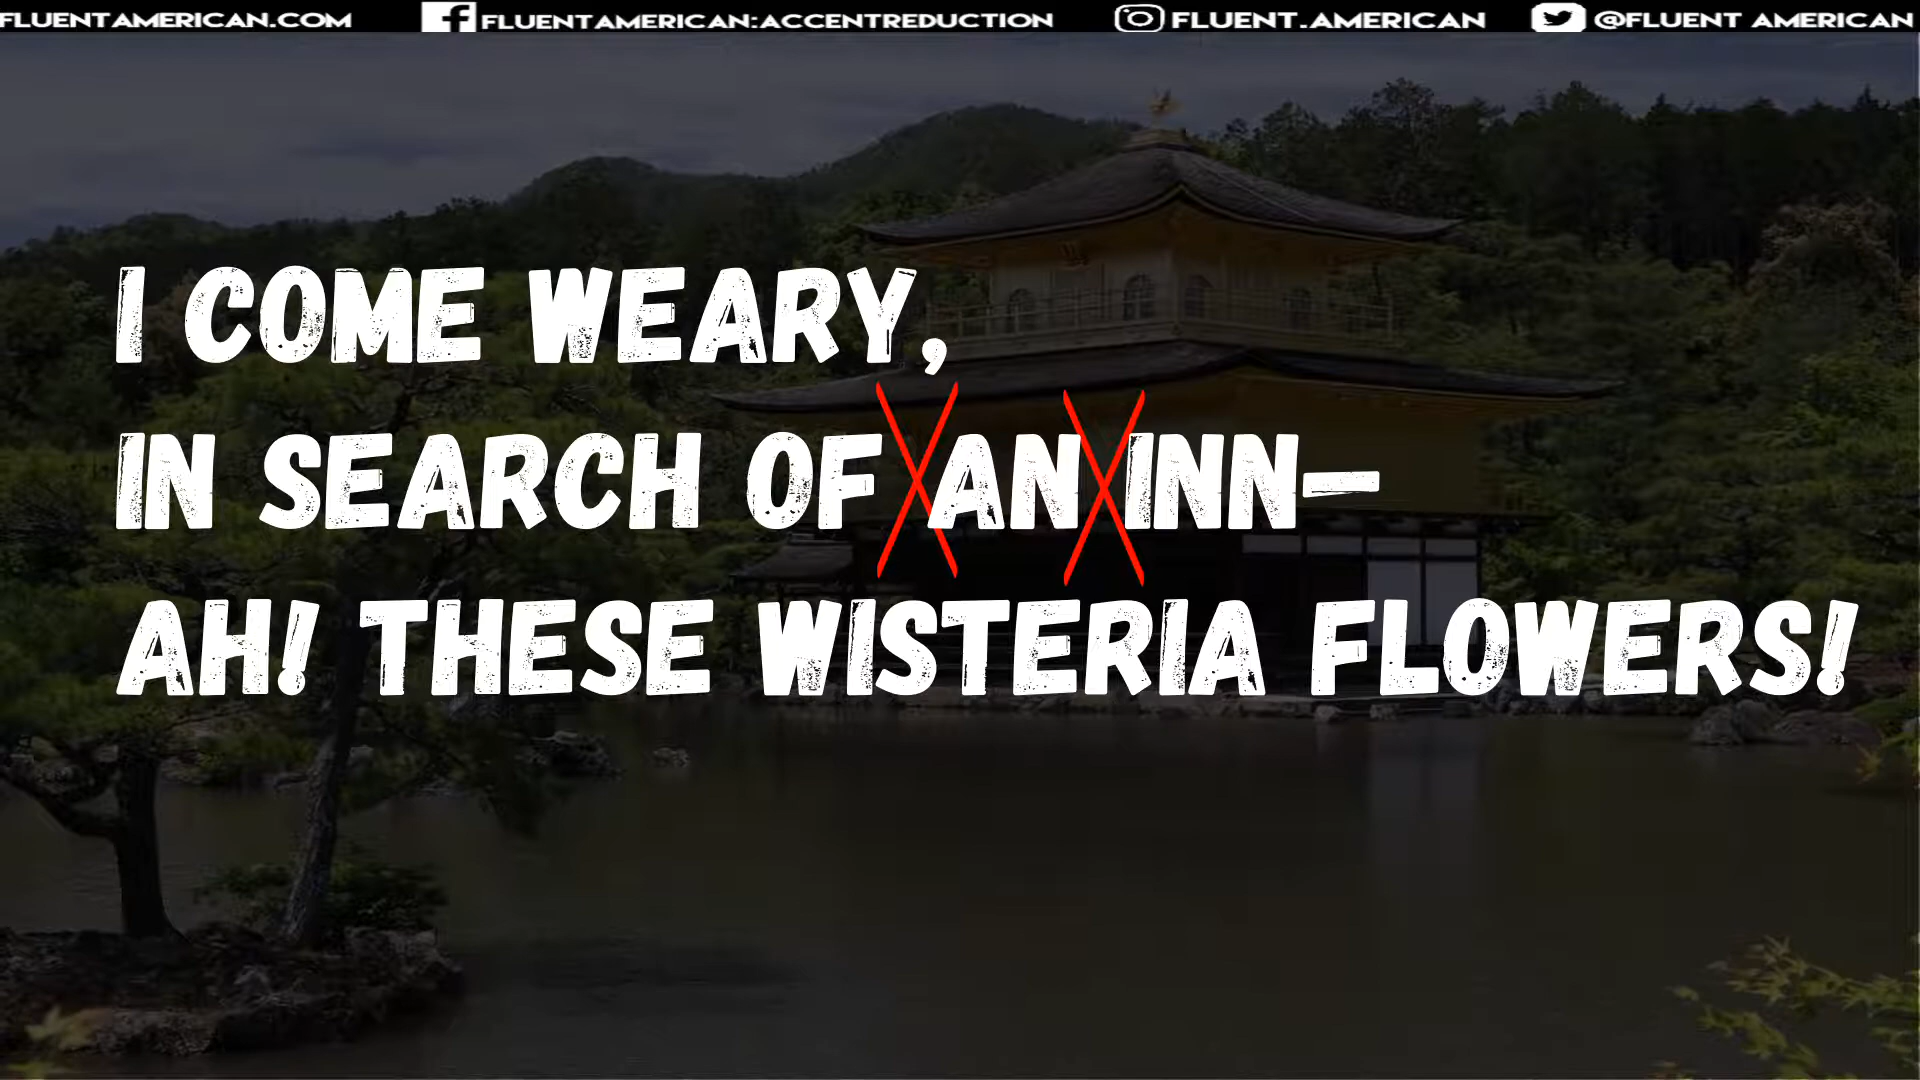 FLUENTAMERICAN.COM FLUENTAMERICAN:ACCENTREDUCTION FLUENT.AMERICAN @FLUENT AMERICAN
I COME WEARY,
IN SEARCH OF AN INN—
AH! THESE WISTERIA FLOWERS!